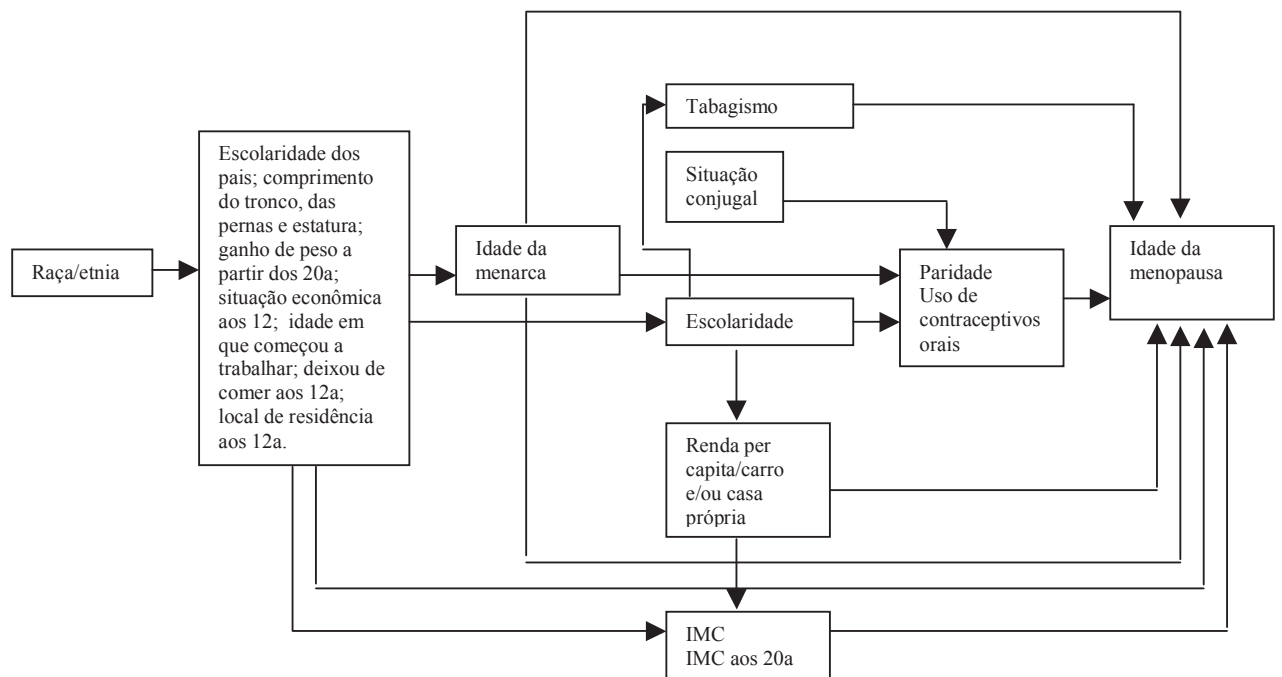 Raça/etnia
Escolaridade dos
pais; comprimento
do tronco, das
pernas e estatura;
ganho de peso a
partir dos 20a;
situação econômica
aos 12; idade em
que começou a
trabalhar; deixou de
comer aos 12a;
local de residência
aos 12a.
Idade da
menarca
Tabagismo
Situação
conjugal
Escolaridade
Renda per
capita/carro
e/ou casa
própria
IMC
IMC aos 20a
Paridade
Uso de
contraceptivos
orais
Idade da
menopausa